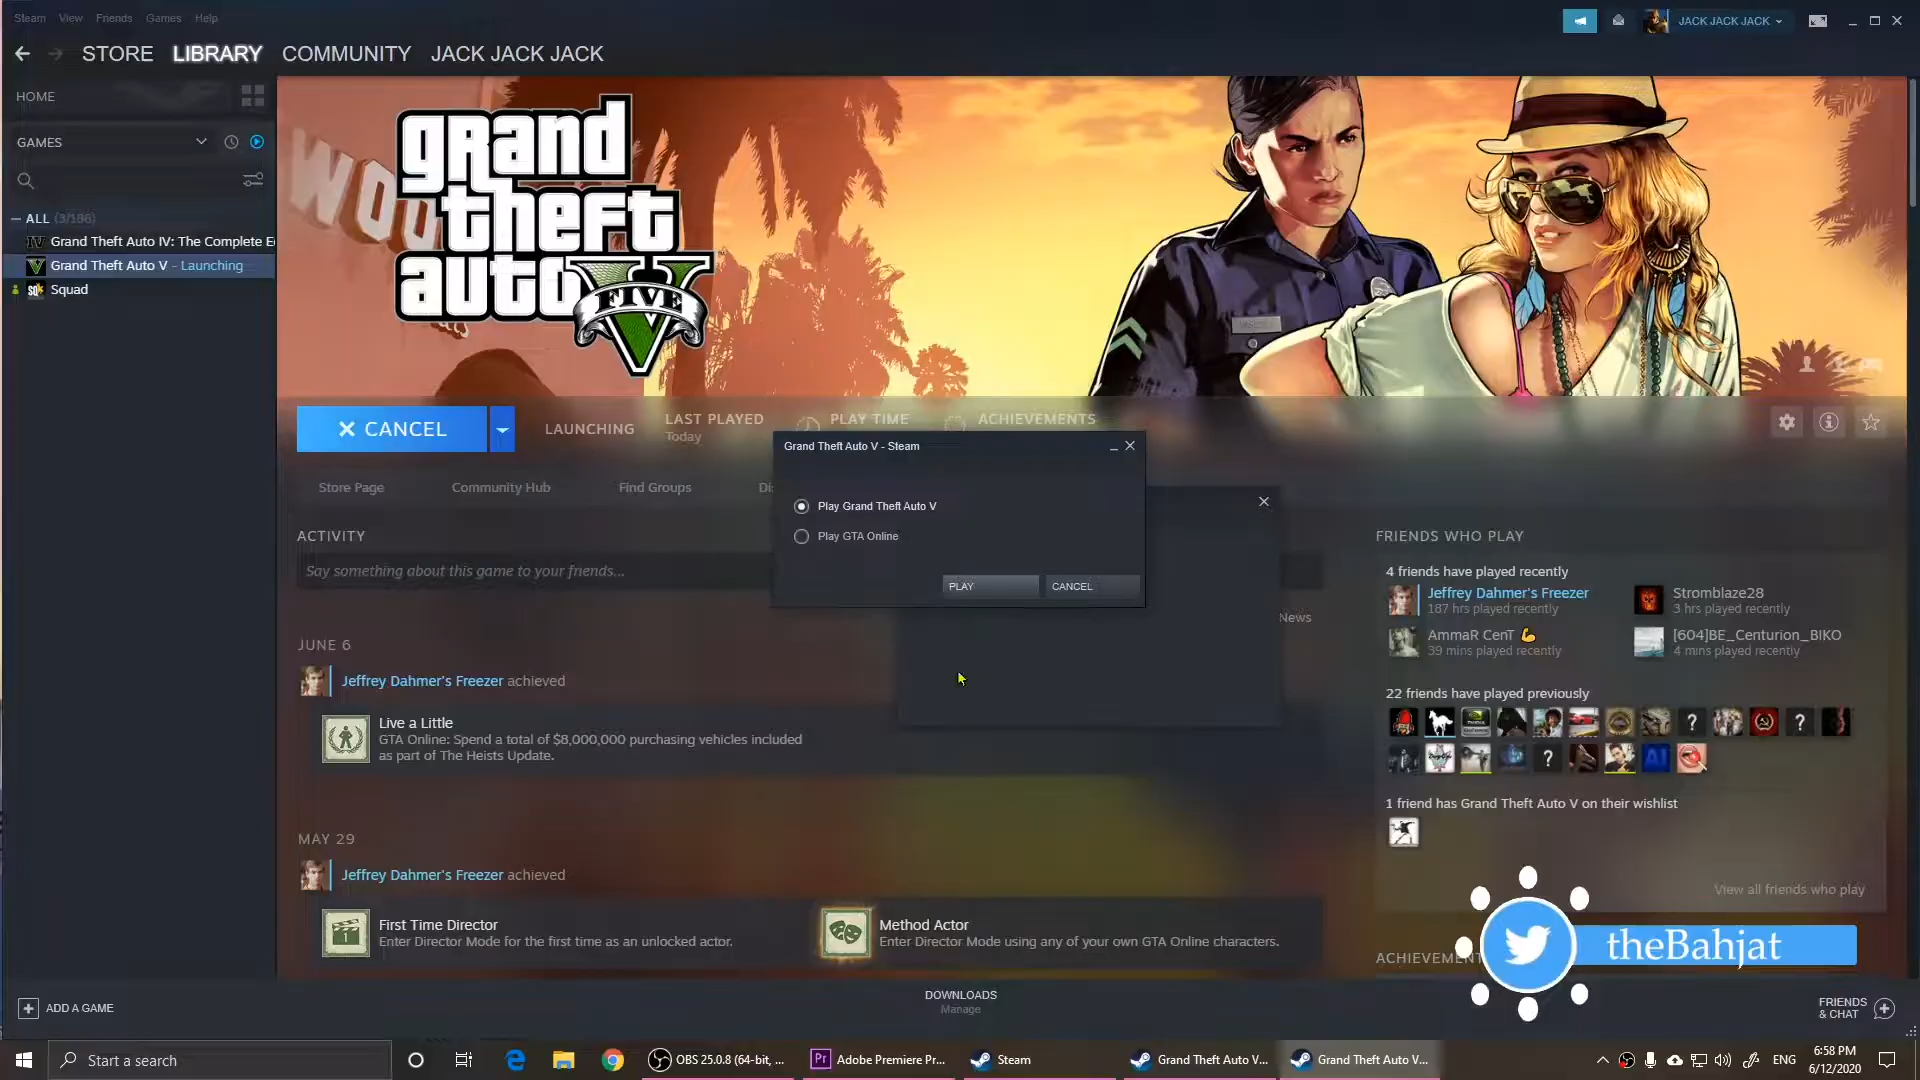 Steam View Friends Games Help
JACK JACK JACK
STORE LIBRARY COMMUNITY JACK JACK JACK
HOME
GAMES
ALL (3/186)
Grand Theft Auto IV: The Complete E
Grand Theft Auto V - Launching
Squad
grand
theft
auto
FIVE
CANCEL
LAUNCHING
LAST PLAYED
Today
PLAY TIME
ACHIEVEMENTS
Store Page
Community Hub
Find Groups
Di
Grand Theft Auto V - Steam
Play Grand Theft Auto V
Play GTA Online
PLAY
CANCEL
ACTIVITY
Say something about this game to your friends...
News
JUNE 6
Jeffrey Dahmer's Freezer achieved
Live a Little
GTA Online: Spend a total of $8,000,000 purchasing vehicles included
as part of The Heists Update.
MAY 29
Jeffrey Dahmer's Freezer achieved
First Time Director
Enter Director Mode for the first time as an unlocked actor.
Method Actor
Enter Director Mode using any of your own GTA Online characters.
FRIENDS WHO PLAY
4 friends have played recently
Jeffrey Dahmer's Freezer
187 hrs played recently
Stromblaze28
3 hrs played recently
AmmaR CenT 💪
39 mins played recently
[604]BE_Centurion_BIKO
4 mins played recently
22 friends have played previously
1 friend has Grand Theft Auto V on their wishlist
View all friends who play
ACHIEVEMENT
theBahjat
ADD A GAME
DOWNLOADS
Manage
FRIENDS
& CHAT
Start a search
OBS 25.0.8 (64-bit, ...
Adobe Premiere Pr...
Steam
Grand Theft Auto V...
Grand Theft Auto V...
ENG
6:58 PM
6/12/2020